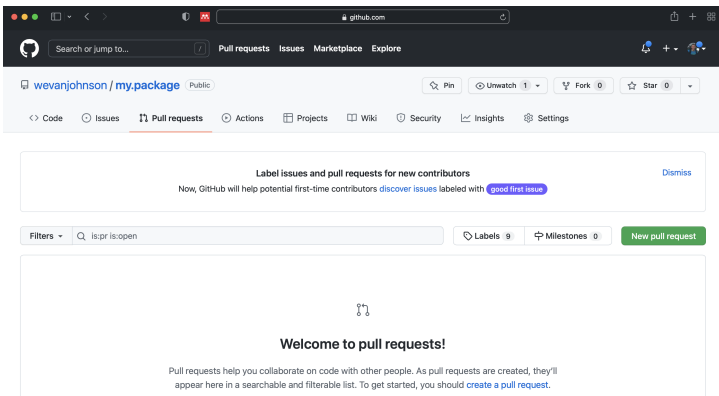 github.com
Search or jump to... / Pull requests Issues Marketplace Explore
wevanjohnson / my.package Public
Pin Unwatch 1 Fork 0 Star 0
Code Issues Pull requests Actions Projects Wiki Security Insights Settings
Label issues and pull requests for new contributors
Dismiss
Now, GitHub will help potential first-time contributors discover issues labeled with good first issue
Filters is:pr is:open Labels 9 Milestones 0 New pull request
Welcome to pull requests!
Pull requests help you collaborate on code with other people. As pull requests are created, they'll
appear here in a searchable and filterable list. To get started, you should create a pull request.